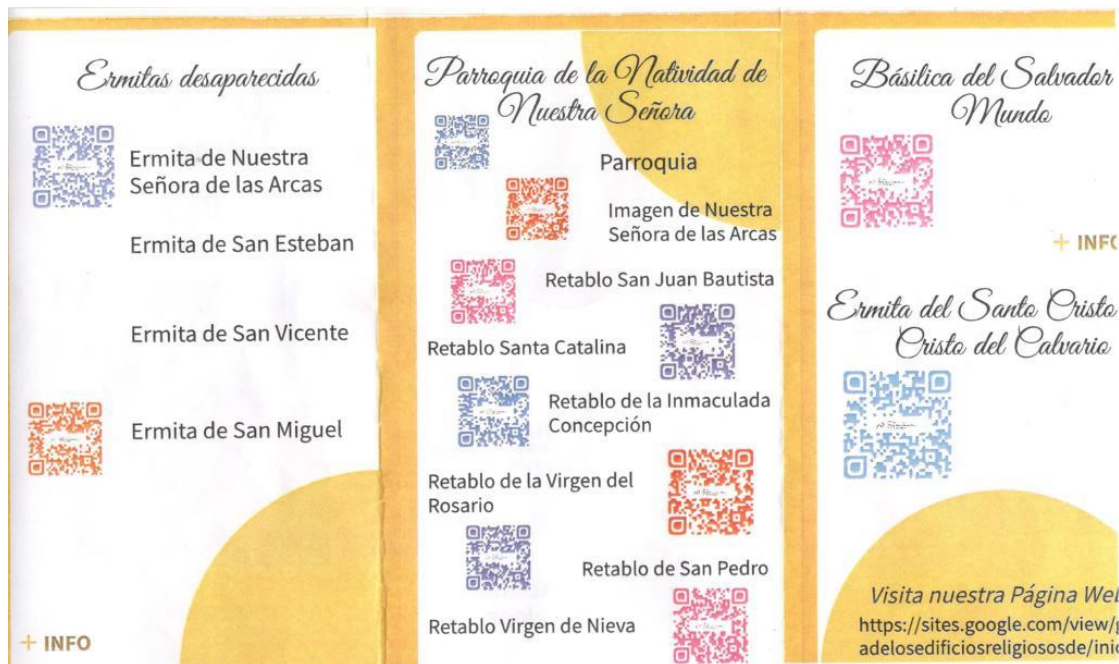 Ermitas desaparecidas
Ermita de Nuestra
Señora de las Arcas
Ermita de San Esteban
Ermita de San Vicente
Ermita de San Miguel
+ INFO
Parroquia de la Natividad de
Nuestra Señora
Parroquia
Imagen de Nuestra
Señora de las Arcas
Retablo San Juan Bautista
Retablo Santa Catalina
Retablo de la Inmaculada
Concepción
Retablo de la Virgen del
Rosario
Retablo de San Pedro
Retablo Virgen de Nieva
Básilica del Salvador
Mundo
+ INF
Ermita del Santo Cristo
Cristo del Calvario
Visita nuestra Página We
https://sites.google.com/view/g
adelosedificiosreligiososde/ini